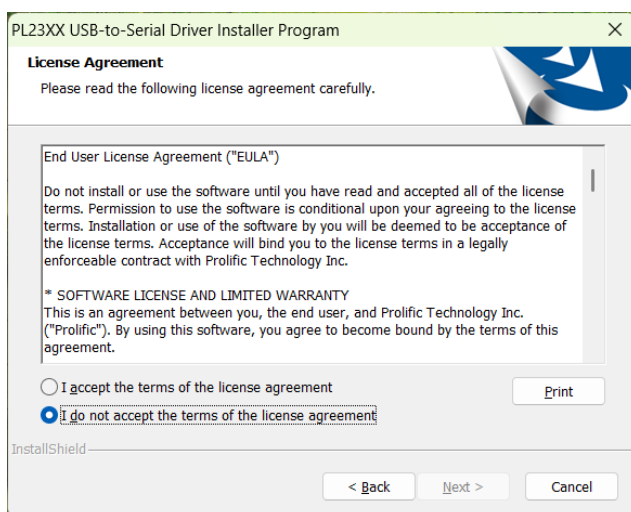 PL23XX USB-to-Serial Driver Installer Program
License Agreement
Please read the following license agreement carefully.
End User License Agreement ("EULA")
Do not install or use the software until you have read and accepted all of the license
terms. Permission to use the software is conditional upon your agreeing to the license
terms. Installation or use of the software by you will be deemed to be acceptance of
the license terms. Acceptance will bind you to the license terms in a legally
enforceable contract with Prolific Technology Inc.
* SOFTWARE LICENSE AND LIMITED WARRANTY
This is an agreement between you, the end user, and Prolific Technology Inc.
("Prolific"). By using this software, you agree to become bound by the terms of this
agreement.
I accept the terms of the license agreement
Print
I do not accept the terms of the license agreement
InstallShield
< Back
Next >
Cancel